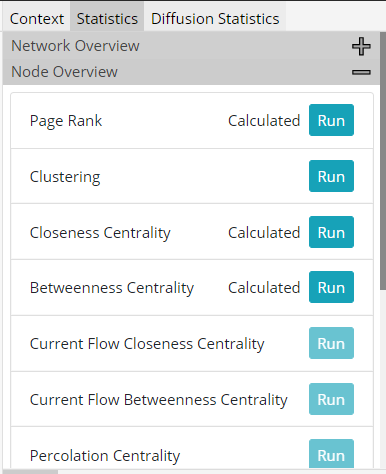 Context Statistics Diffusion Statistics
Network Overview
Node Overview
Page Rank Calculated Run
Clustering Run
Closeness Centrality Calculated Run
Betweenness Centrality Calculated Run
Current Flow Closeness Centrality Run
Current Flow Betweenness Centrality Run
Percolation Centrality Run